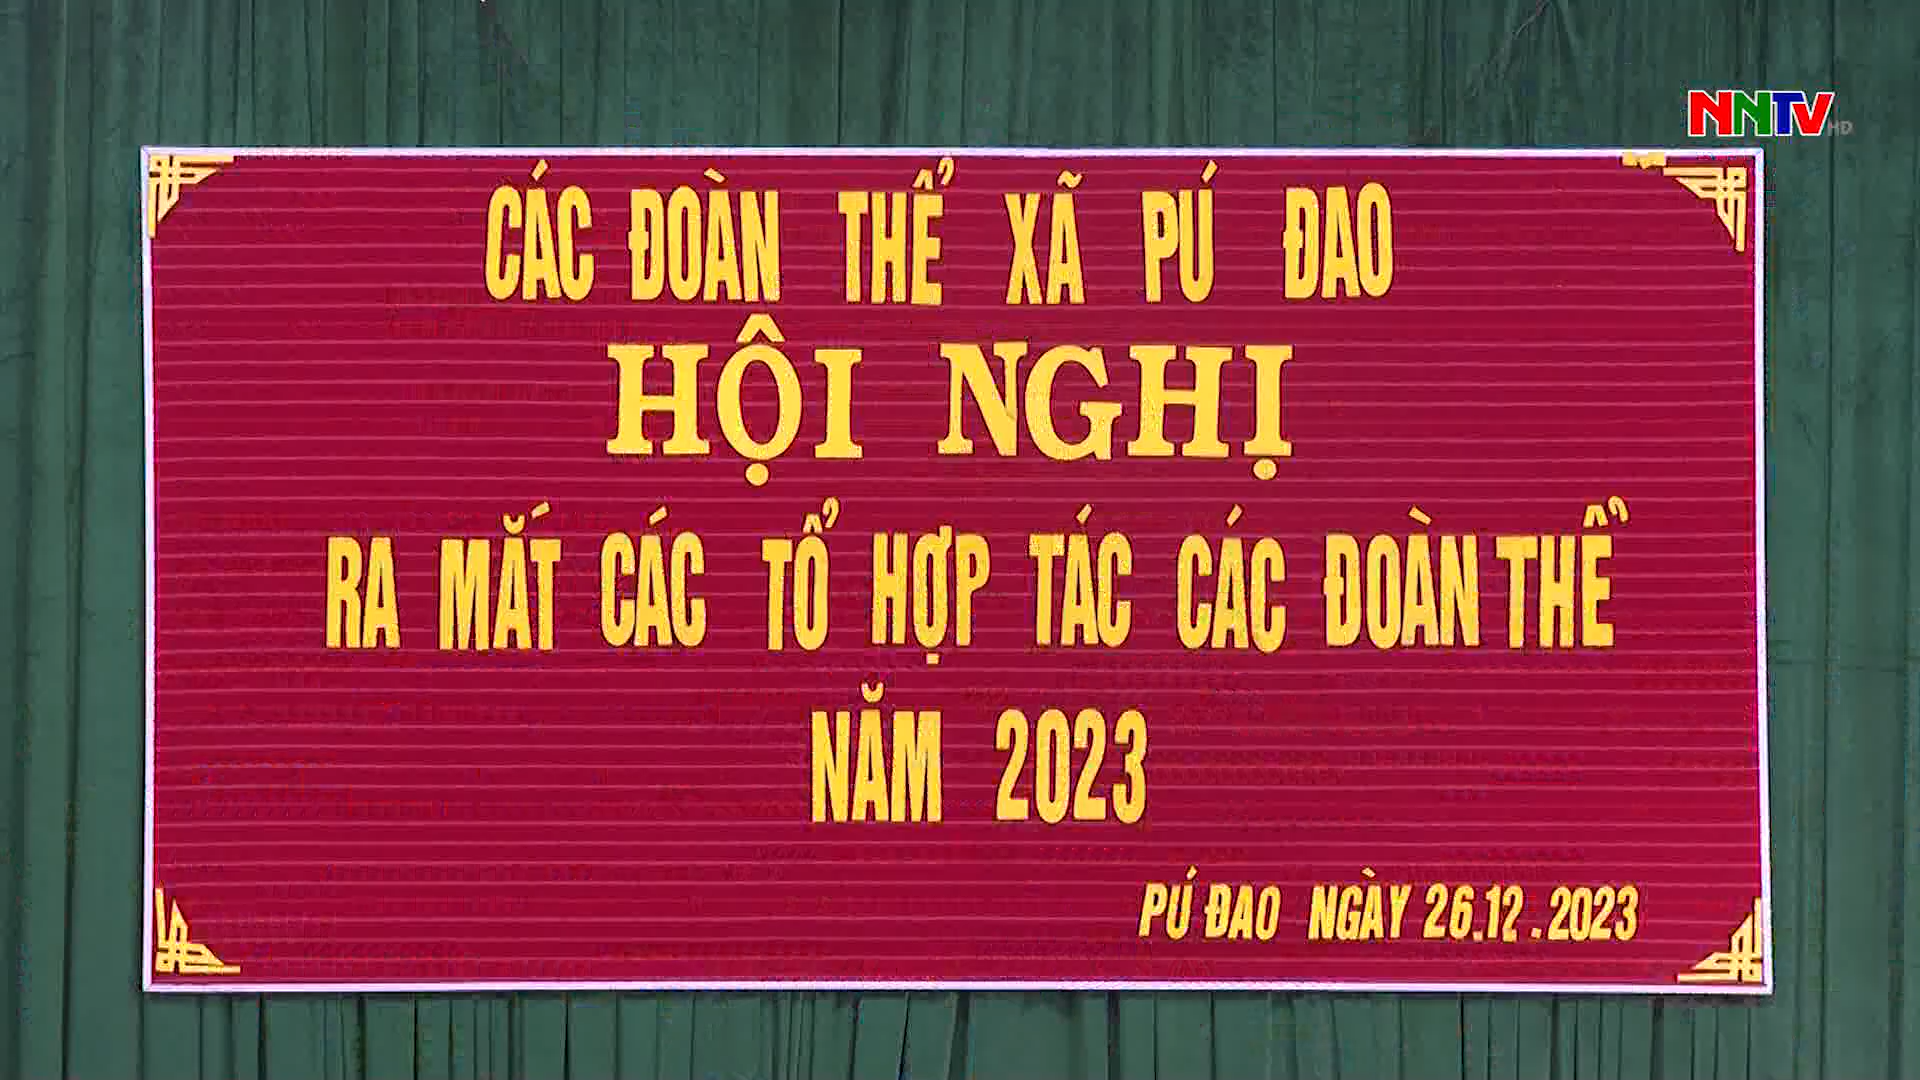 NNTV HD
CÁC ĐOÀN THỂ XÃ PÚ ĐAO
HỘI NGHỊ
RA MẮT CÁC TỔ HỢP TÁC CÁC ĐOÀN THỂ
NĂM 2023
PÚ ĐAO NGÀY 26.12.2023